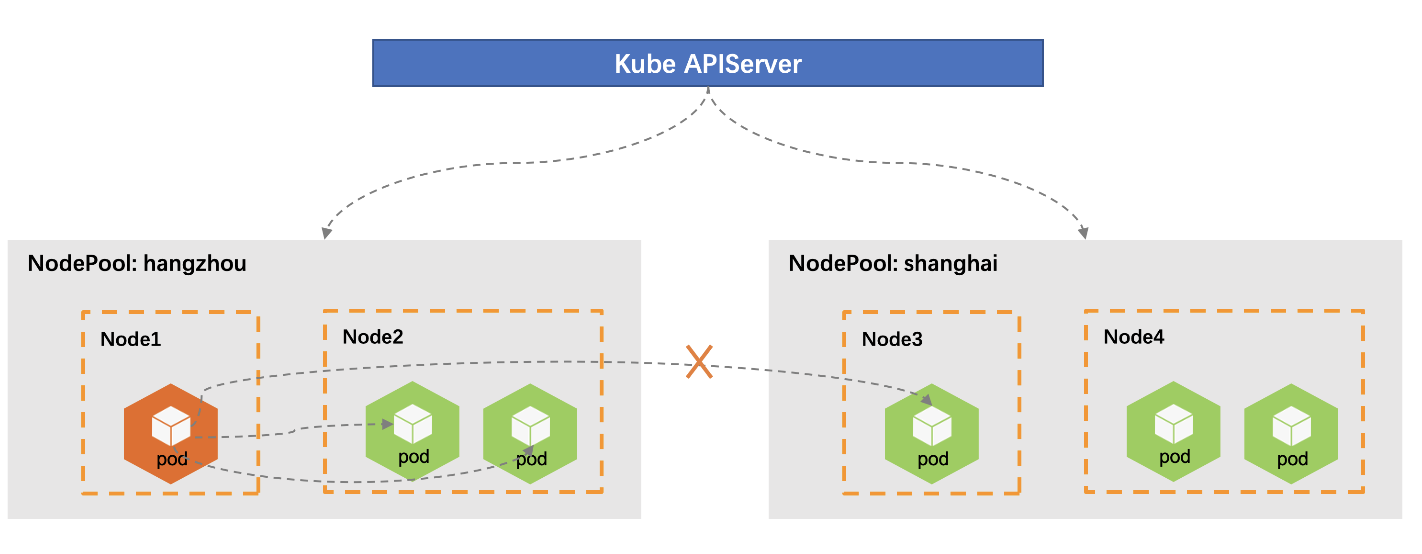 Kube APIServer
NodePool: hangzhou
Node1
Node2
pod
pod
pod
NodePool: shanghai
Node3
Node4
pod
pod
pod